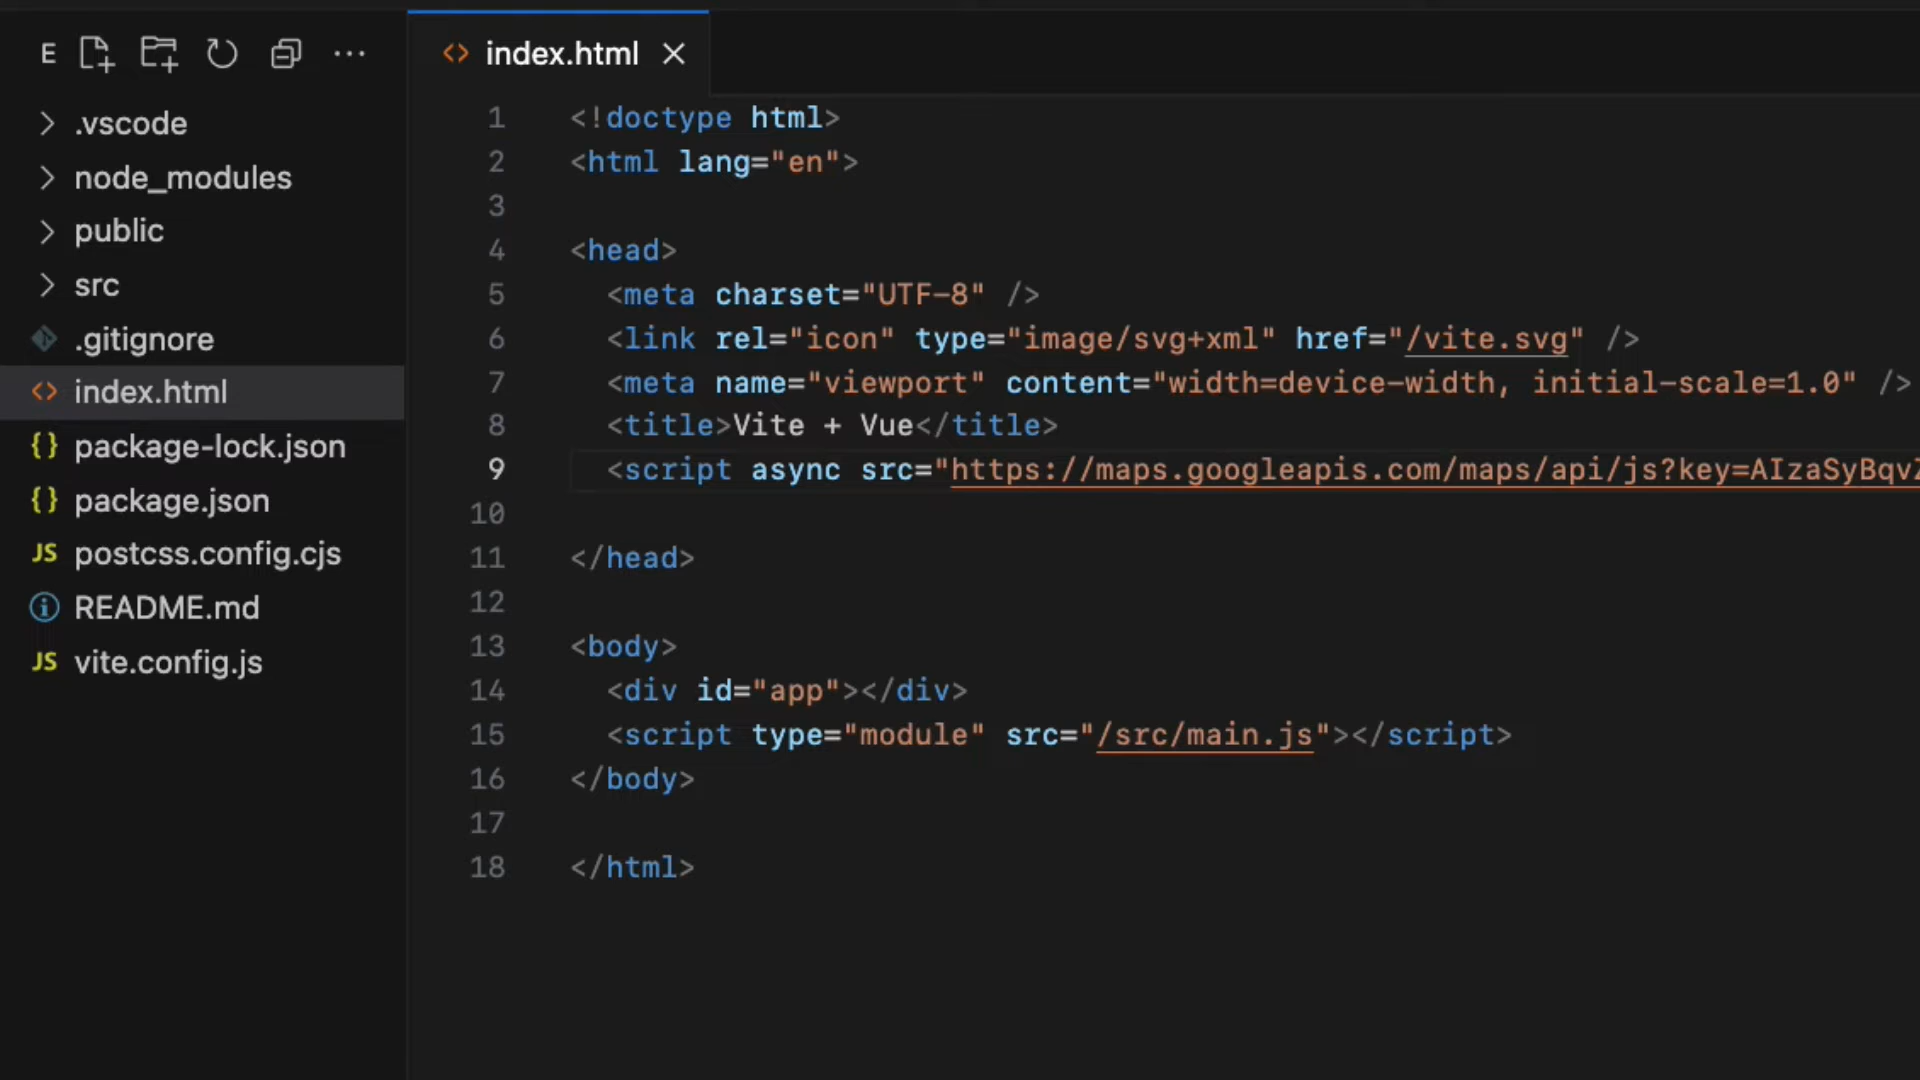 E
.vscode
node_modules
public
src
.gitignore
index.html
package-lock.json
package.json
JS postcss.config.cjs
README.md
JS vite.config.js
index.html
1 <!doctype html>
2 <html lang="en">
3
4 <head>
5 <meta charset="UTF-8" />
6 <link rel="icon" type="image/svg+xml" href="/vite.svg" />
7 <meta name="viewport" content="width=device-width, initial-scale=1.0" />
8 <title>Vite + Vue</title>
9 <script async src="https://maps.googleapis.com/maps/api/js?key=AIzaSyBqvZ
10
11 </head>
12
13 <body>
14 <div id="app"></div>
15 <script type="module" src="/src/main.js"></script>
16 </body>
17
18 </html>